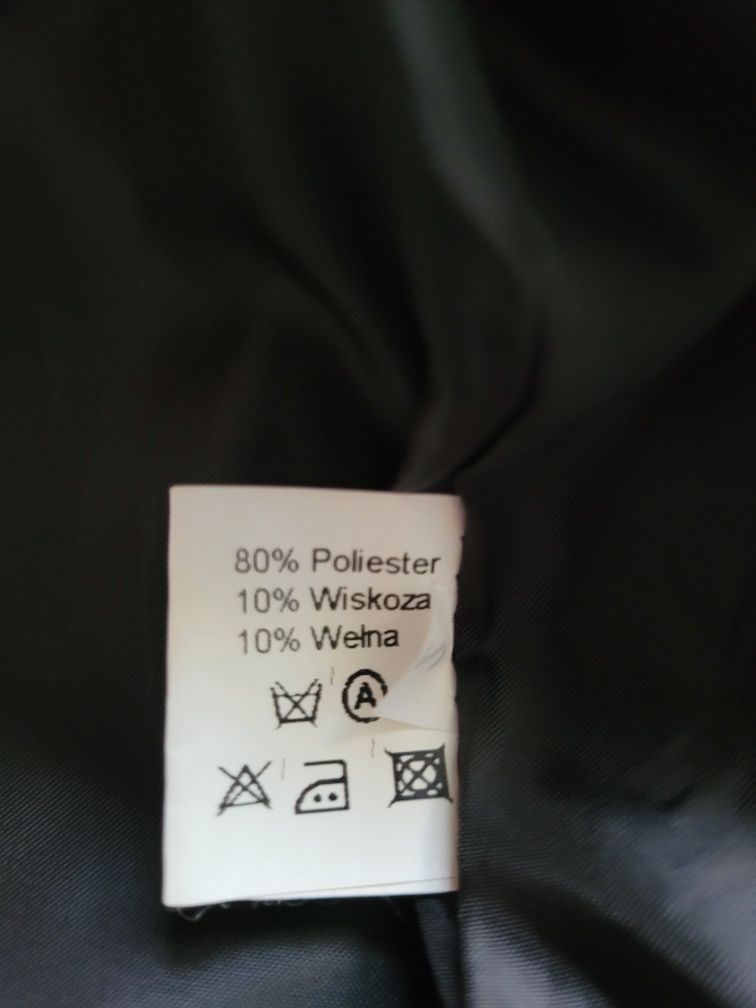 80% Poliester
10% Wiskoza
10% Wełna
A